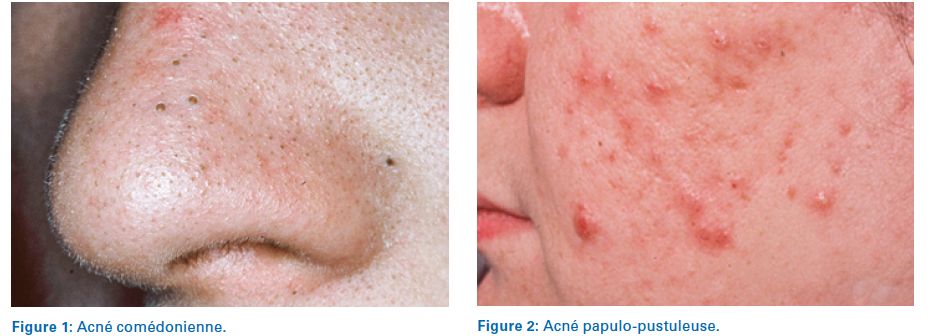 Figure 1: Acné comédonienne.
Figure 2: Acné papulo-pustuleuse.